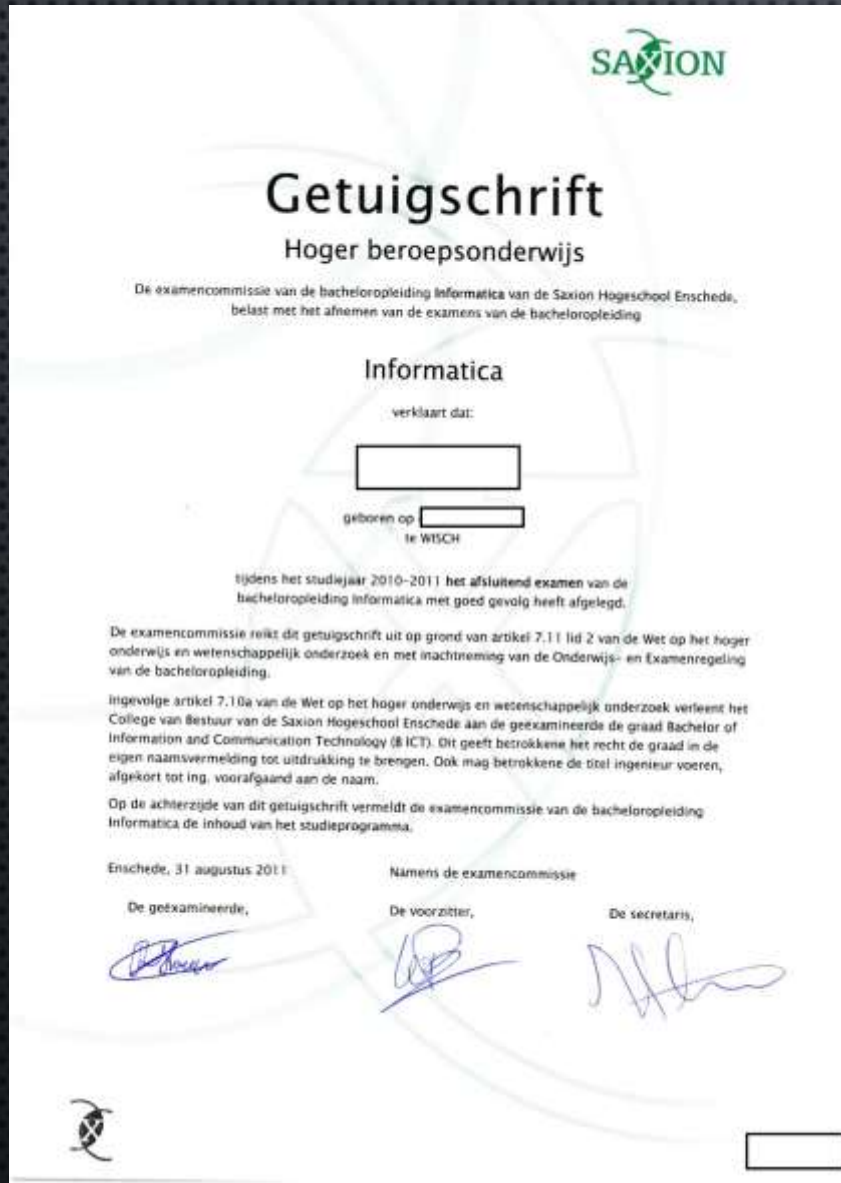 SAXION
Getuigschrift
Hoger beroepsonderwijs
De examencommissie van de bacheloropleiding Informatica van de Saxion Hogeschool Enschede,
belast met het afnemen van de examens van de bacheloropleiding
Informatica
verklaart dat:
geboren op
te WISCH
tijdens het studiejaar 2010-2011 het afsluitend examen van de
bacheloropleiding Informatica met goed gevolg heeft afgelegd.
De examencommissie reikt dit getuigschrift uit op grond van artikel 7.11 lid 2 van de Wet op het hoger
onderwijs en wetenschappelijk onderzoek en met inachtneming van de Onderwijs- en Examenregeling
van de bacheloropleiding.
Ingevolge artikel 7.10a van de Wet op het hoger onderwijs en wetenschappelijk onderzoek verleent het
College van Bestuur van de Saxion Hogeschool Enschede aan de geexamineerde de graad Bachelor of
Information and Communication Technology (B ICT). Dit geeft betrokkene het recht de graad in de
eigen naamsvermelding tot uitdrukking te brengen. Ook mag betrokkene de titel ingenieur voeren,
afgekort tot ing. voorafgaand aan de naam.
Op de achterzijde van dit getuigschrift vermeldt de examencommissie van de bacheloropleiding
Informatica de inhoud van het studieprogramma.
Enschede, 31 augustus 2011
Namens de examencommissie
De geëxamineerde,
De voorzitter,
De secretaris,